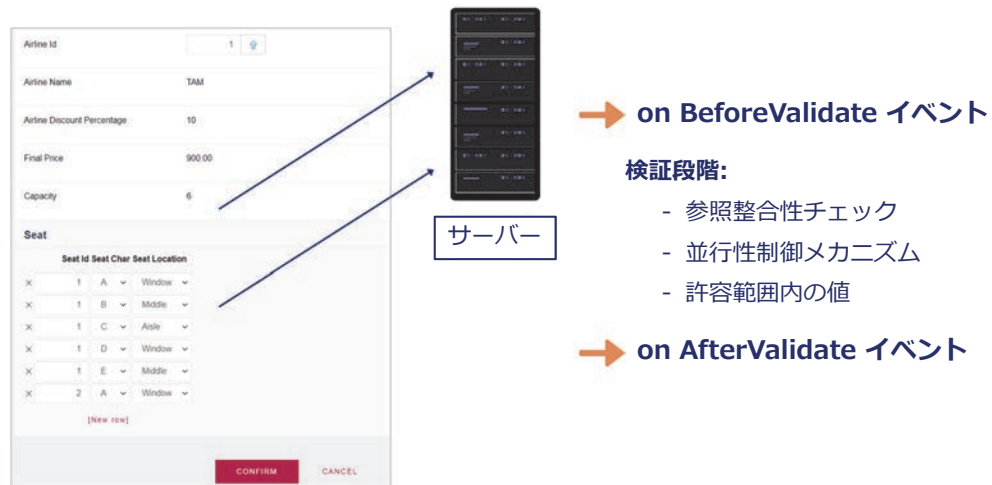 Airline Id 1
Airline Name TAM
Airline Discount Percentage 10
Final Price 900.00
Capacity 6
Seat
Seat Id Seat Char Seat Location
1 A Window
1 B Middle
1 C Aisle
1 D Window
1 E Middle
2 A Window
[New row]
CONFIRM CANCEL
サーバー
on BeforeValidate イベント
検証段階:
- 参照整合性チェック
- 並行性制御メカニズム
- 許容範囲内の値
on AfterValidate イベント